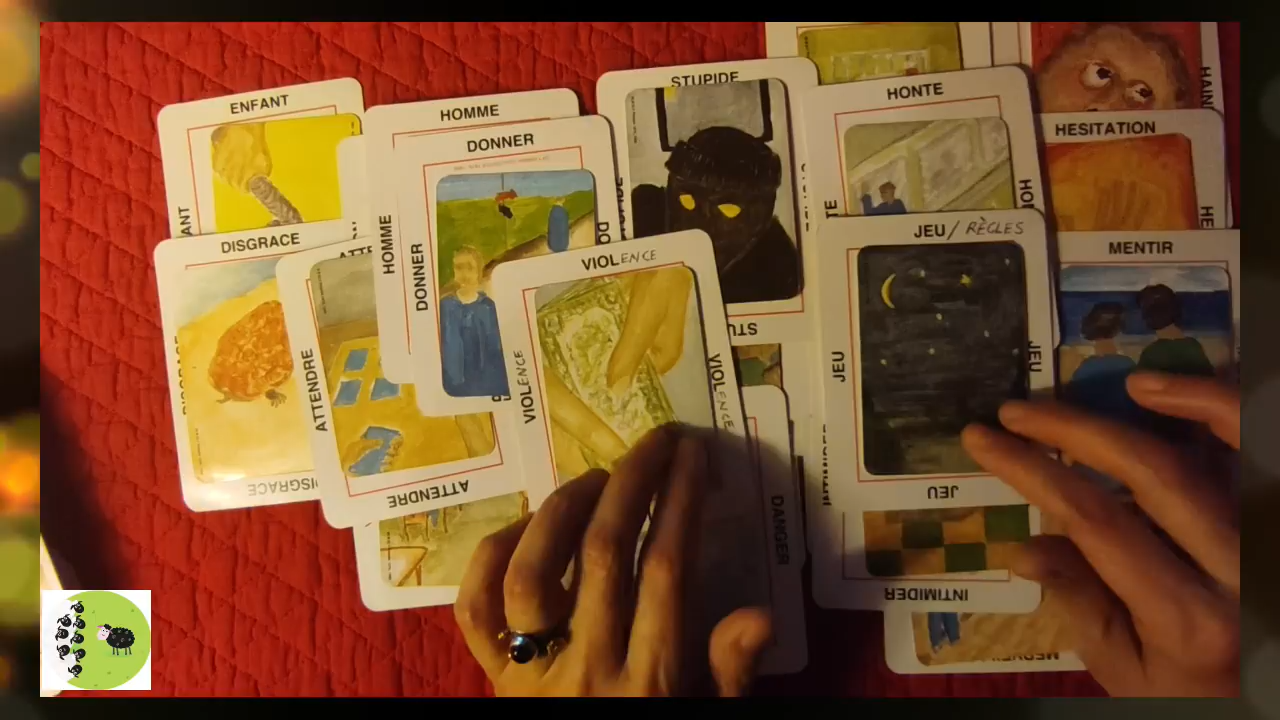 ENFANT
HOMME
DONNER
STUPIDE
HONTE
HESITATION
DISGRACE
JEU / RÈGLES
MENTIR
VIOLENCE
HOMME
DONNER
ATTENDRE
VIOLENCE
VIOLENCE
JEU
JEU
DANGER
ATTENDRE
JEU
INTIMIDER